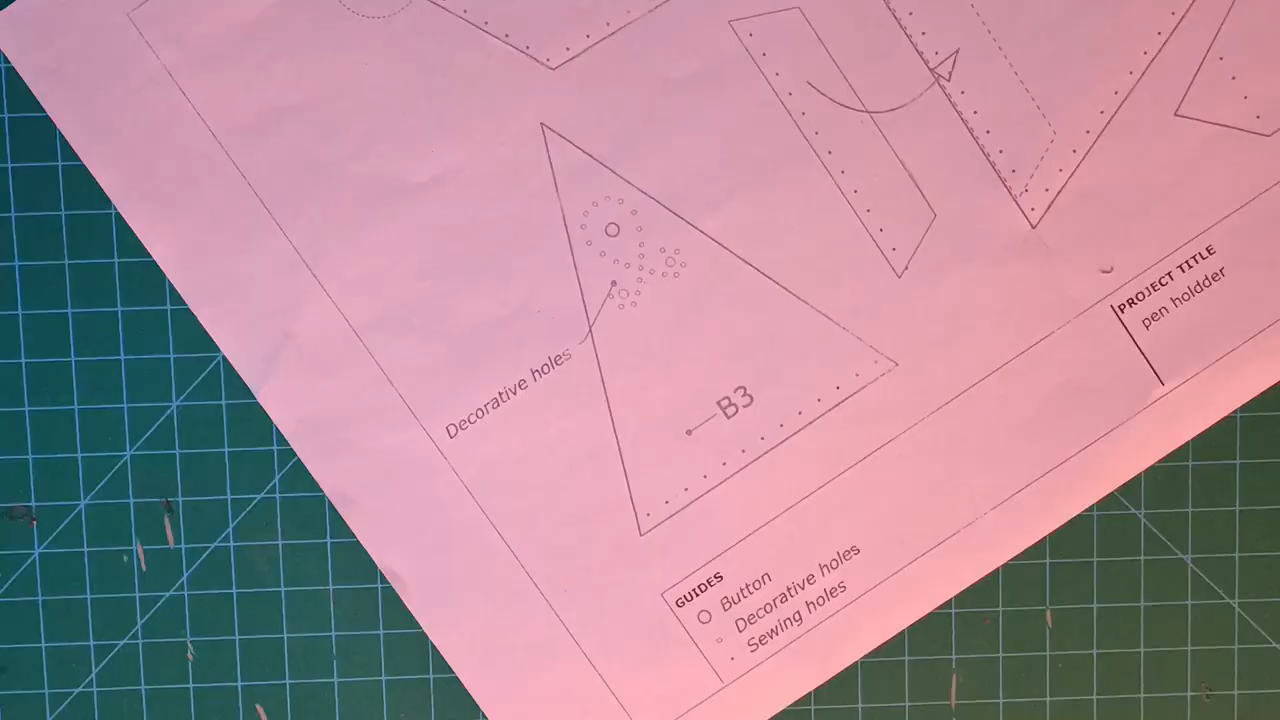 Decorative holes
B3
PROJECT TITLE
pen holdder
GUIDES
Button
Decorative holes
Sewing holes